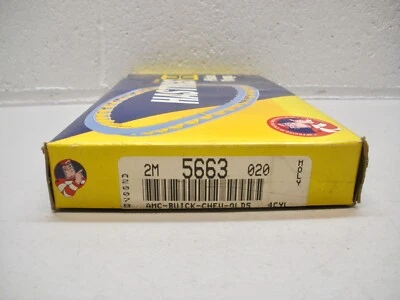 HASTINGS
2M 5663 020
MOLY
AMC-BUICK-CHEV-OLDS 4CYL